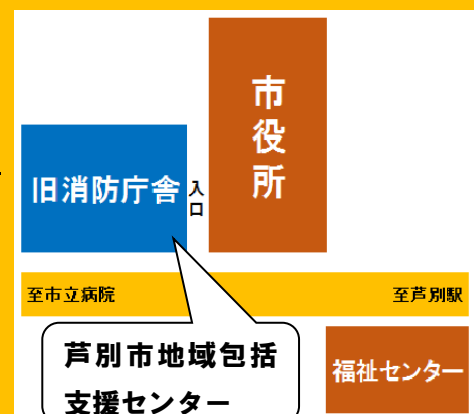 市役所
旧消防庁舎
入口
至市立病院
至芦別駅
芦別市地域包括
支援センター
福祉センター